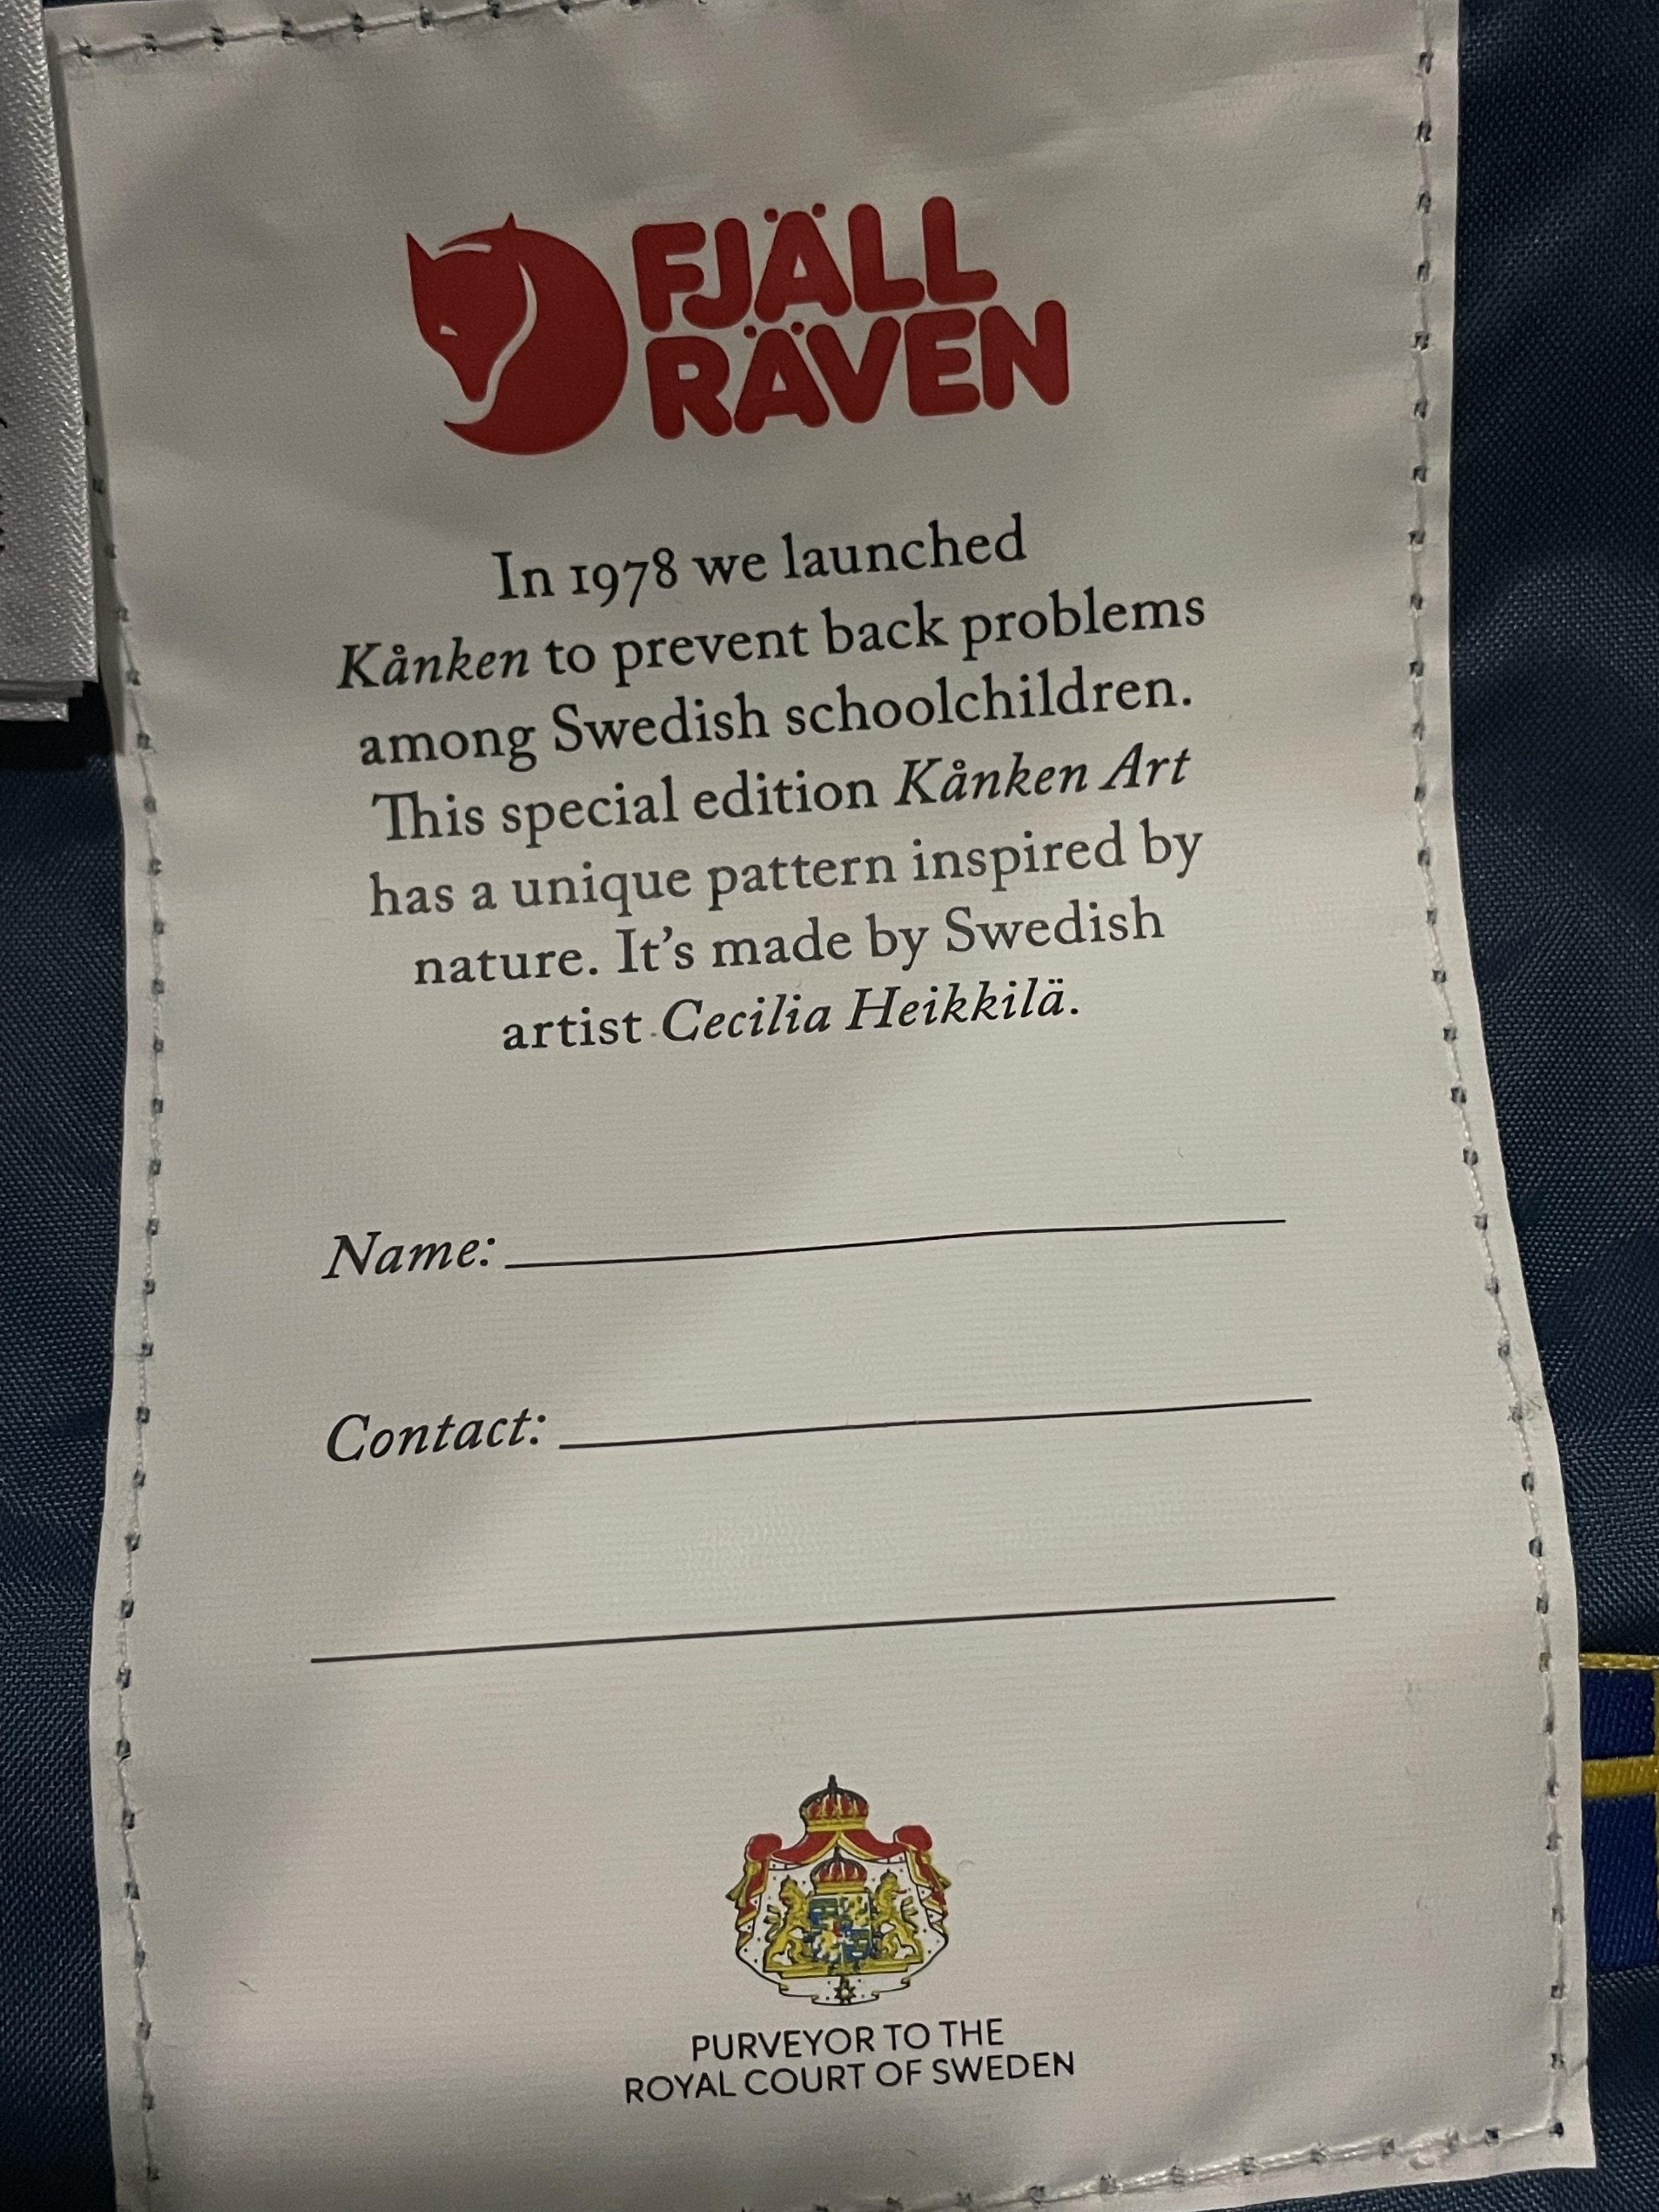 FJÄLL
RÄVEN
In 1978 we launched
Kånken to prevent back problems
among Swedish schoolchildren.
This special edition Kånken Art
has a unique pattern inspired by
nature. It's made by Swedish
artist Cecilia Heikkilä.
Name:
Contact:
PURVEYOR TO THE
ROYAL COURT OF SWEDEN